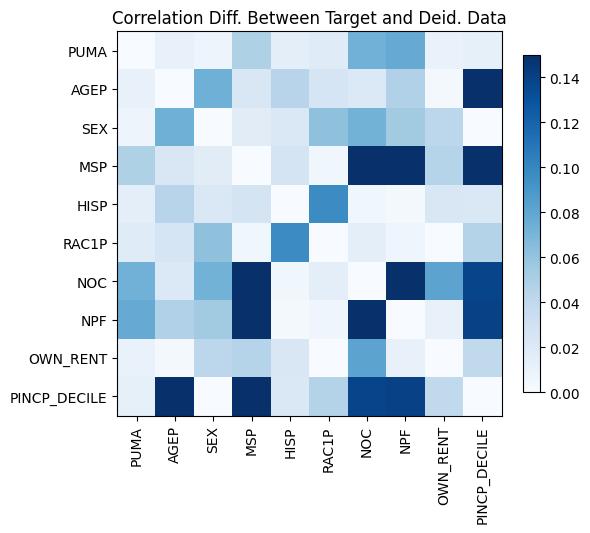 Correlation Diff. Between Target and Deid. Data
PUMA
AGEP
SEX
MSP
HISP
RAC1P
NOC
NPF
OWN_RENT
PINCP_DECILE
PUMA
AGEP
SEX
MSP
HISP
RAC1P
NOC
NPF
OWN_RENT
PINCP_DECILE
0.14
0.12
0.10
0.08
0.06
0.04
0.02
0.00